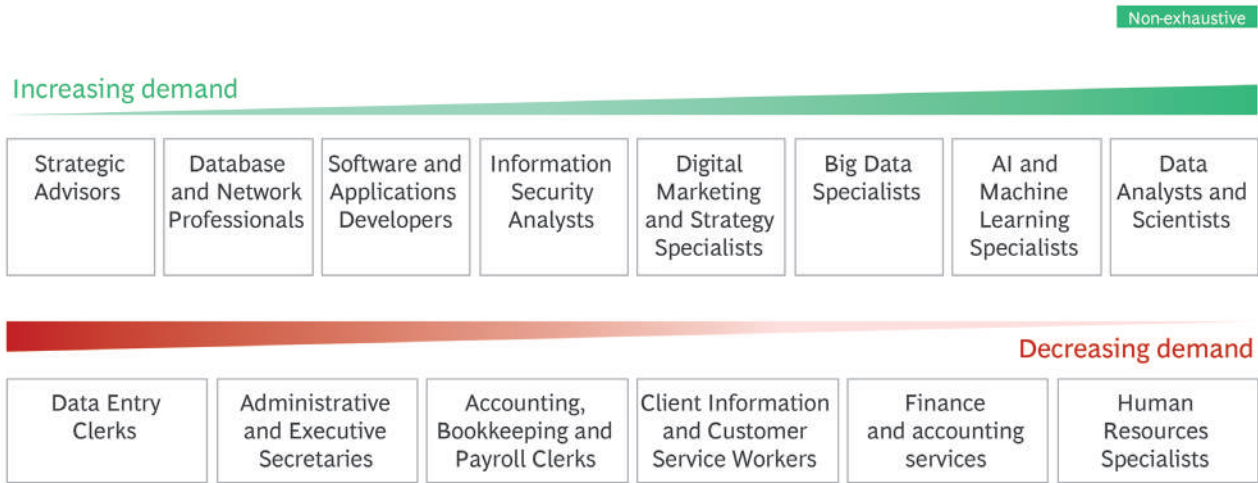 Non-exhaustive
Increasing demand
Strategic
Advisors
Database
and Network
Professionals
Software and
Applications
Developers
Information
Security
Analysts
Digital
Marketing
and Strategy
Specialists
Big Data
Specialists
AI and
Machine
Learning
Specialists
Data
Analysts and
Scientists
Decreasing demand
Data Entry
Clerks
Administrative
and Executive
Secretaries
Accounting,
Bookkeeping and
Payroll Clerks
Client Information
and Customer
Service Workers
Finance
and accounting
services
Human
Resources
Specialists